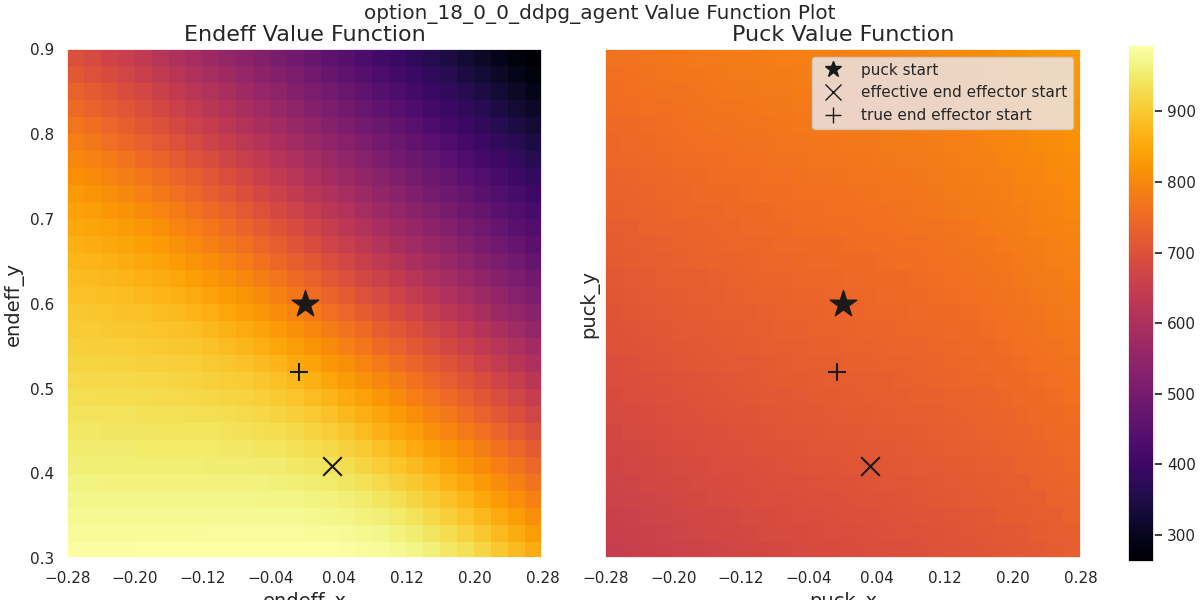 option_18_0_0_ddpg_agent Value Function Plot
Endeff Value Function
Puck Value Function
puck start
effective end effector start
true end effector start
0.9
0.8
0.7
0.6
0.5
0.4
0.3
endeff_y
−0.28 −0.20 −0.12 −0.04 0.04 0.12 0.20 0.28
endeff_x
puck_y
−0.28 −0.20 −0.12 −0.04 0.04 0.12 0.20 0.28
puck_x
900
800
700
600
500
400
300